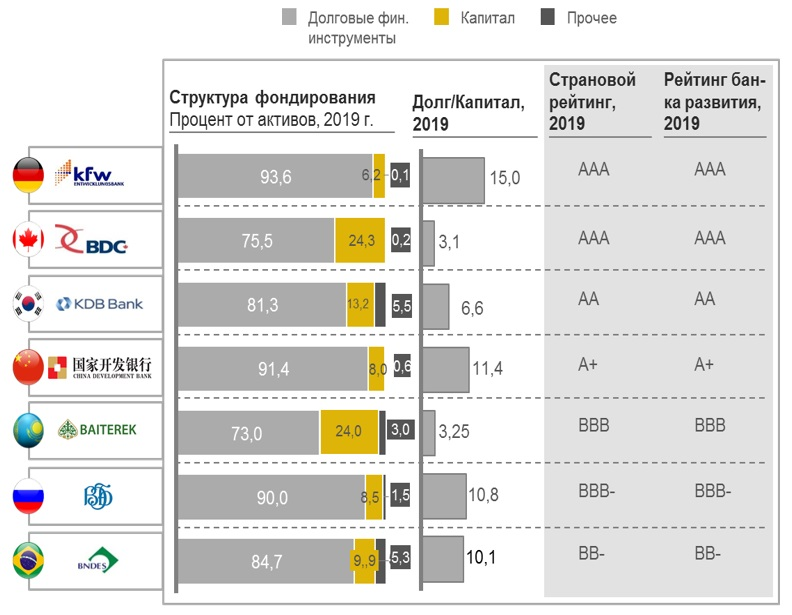 Долговые фин.
инструменты
Капитал
Прочее
Структура фондирования
Процент от активов, 2019 г.
Долг/Капитал,
2019
Страновой
рейтинг,
2019
Рейтинг бан-
ка развития,
2019
kfw
ENTWICKLUNGSBANK
93,6
6,2
0,1
15,0
AAA
AAA
BDC
75,5
24,3
0,2
3,1
AAA
AAA
KDB Bank
81,3
13,2
5,5
6,6
AA
AA
国家开发银行
CHINA DEVELOPMENT BANK
91,4
8,0
0,6
11,4
A+
A+
BAITEREK
73,0
24,0
3,0
3,25
BBB
BBB
90,0
8,5
1,5
10,8
BBB-
BBB-
BNDES
84,7
9,,9
5,3
10,1
BB-
BB-